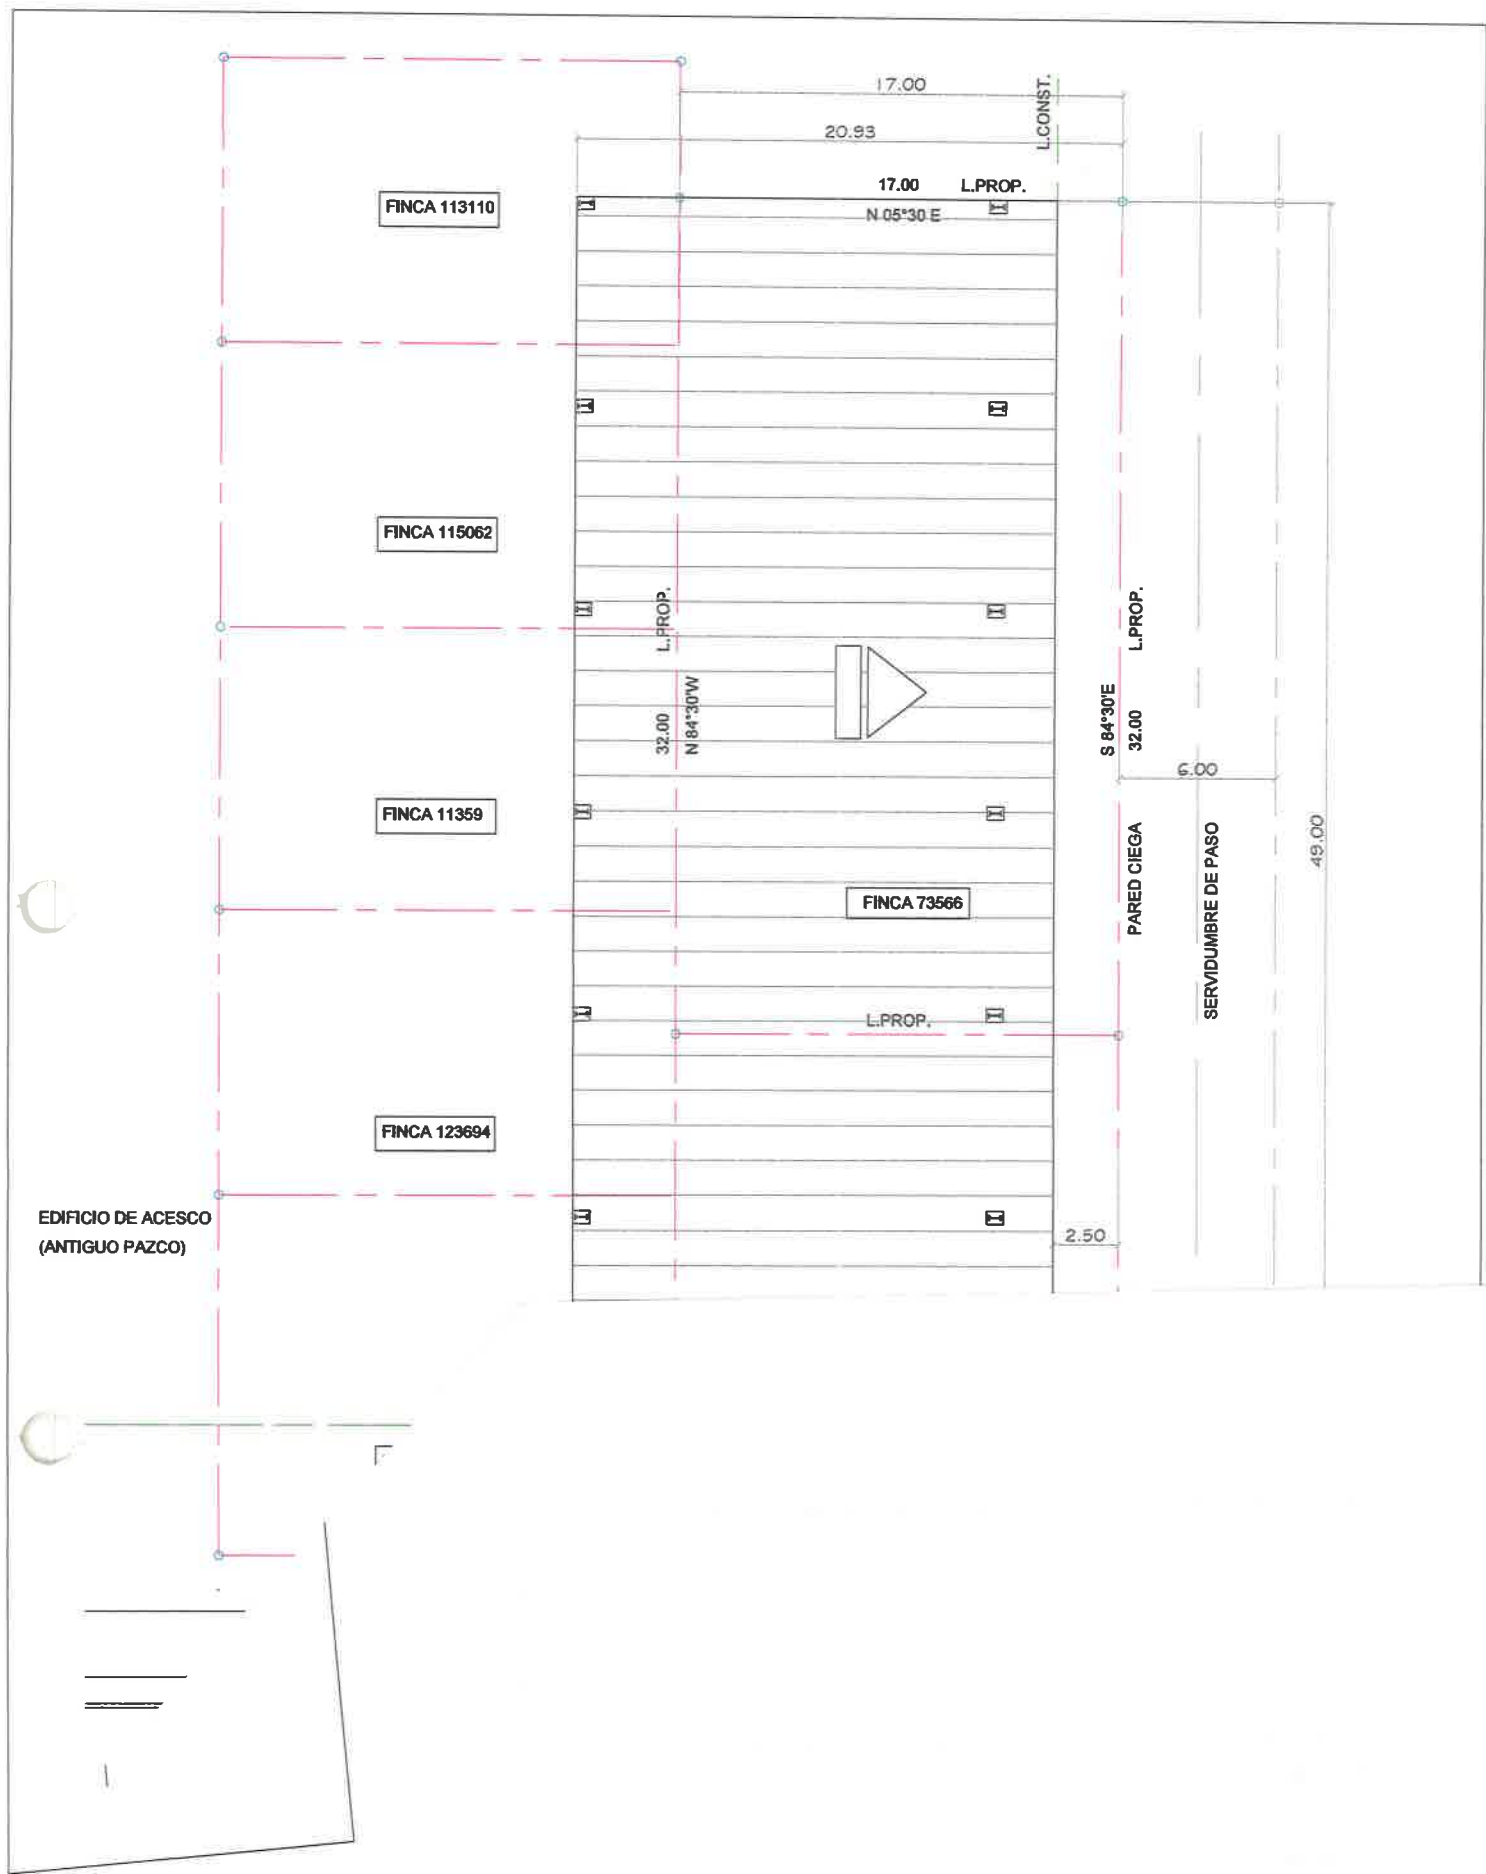 17.00
L.CONST.
20.93
17.00 L.PROP.
N 05°30 E
FINCA 113110
FINCA 115062
L.PROP.
32.00
N 84°30'W
L.PROP.
S 84°30'E
32.00
6.00
FINCA 11359
PARED CIEGA
SERVIDUMBRE DE PASO
49.00
FINCA 73566
L.PROP.
FINCA 123694
EDIFICIO DE ACESCO
(ANTIGUO PAZCO)
2.50